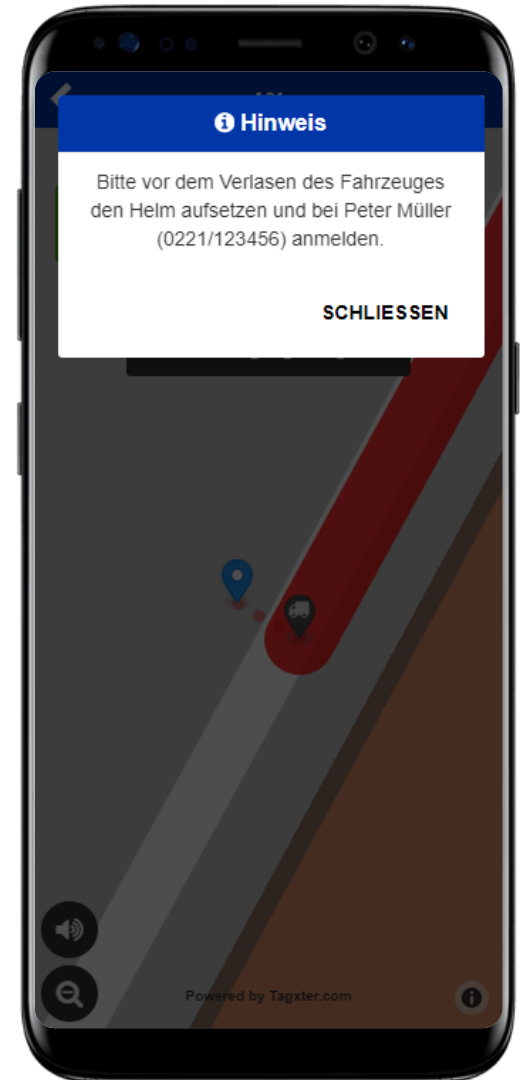 Hinweis
Bitte vor dem Verlasen des Fahrzeuges
den Helm aufsetzen und bei Peter Müller
(0221/123456) anmelden.
SCHLIESSEN
Powered by Tagxter.com